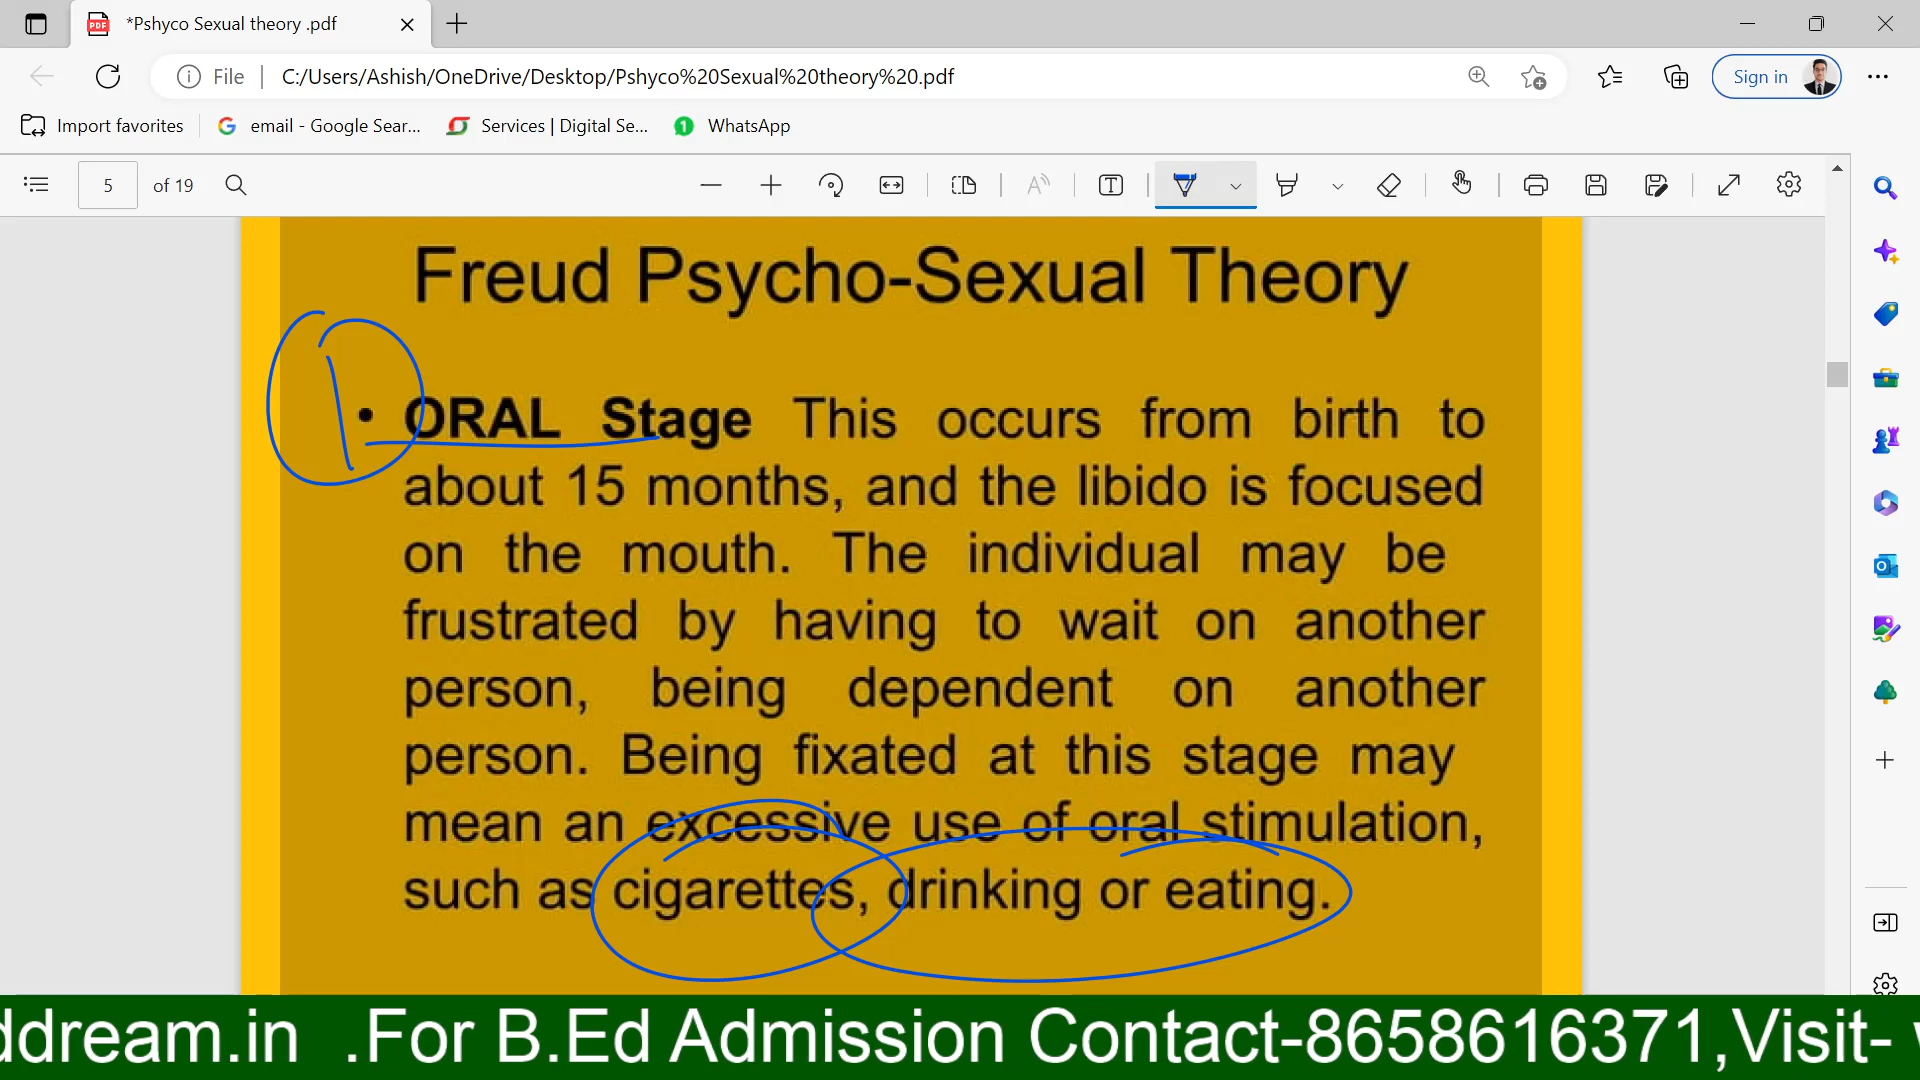 *Pshyco Sexual theory .pdf
File C:/Users/Ashish/OneDrive/Desktop/Pshyco%20Sexual%20theory%20.pdf Sign in
Import favorites email - Google Sear... Services | Digital Se... 1 WhatsApp
5 of 19
Freud Psycho-Sexual Theory
1
• ORAL Stage This occurs from birth to
about 15 months, and the libido is focused
on the mouth. The individual may be
frustrated by having to wait on another
person, being dependent on another
person. Being fixated at this stage may
mean an excessive use of oral stimulation,
such as cigarettes, drinking or eating.
ddream.in .For B.Ed Admission Contact-8658616371,Visit-